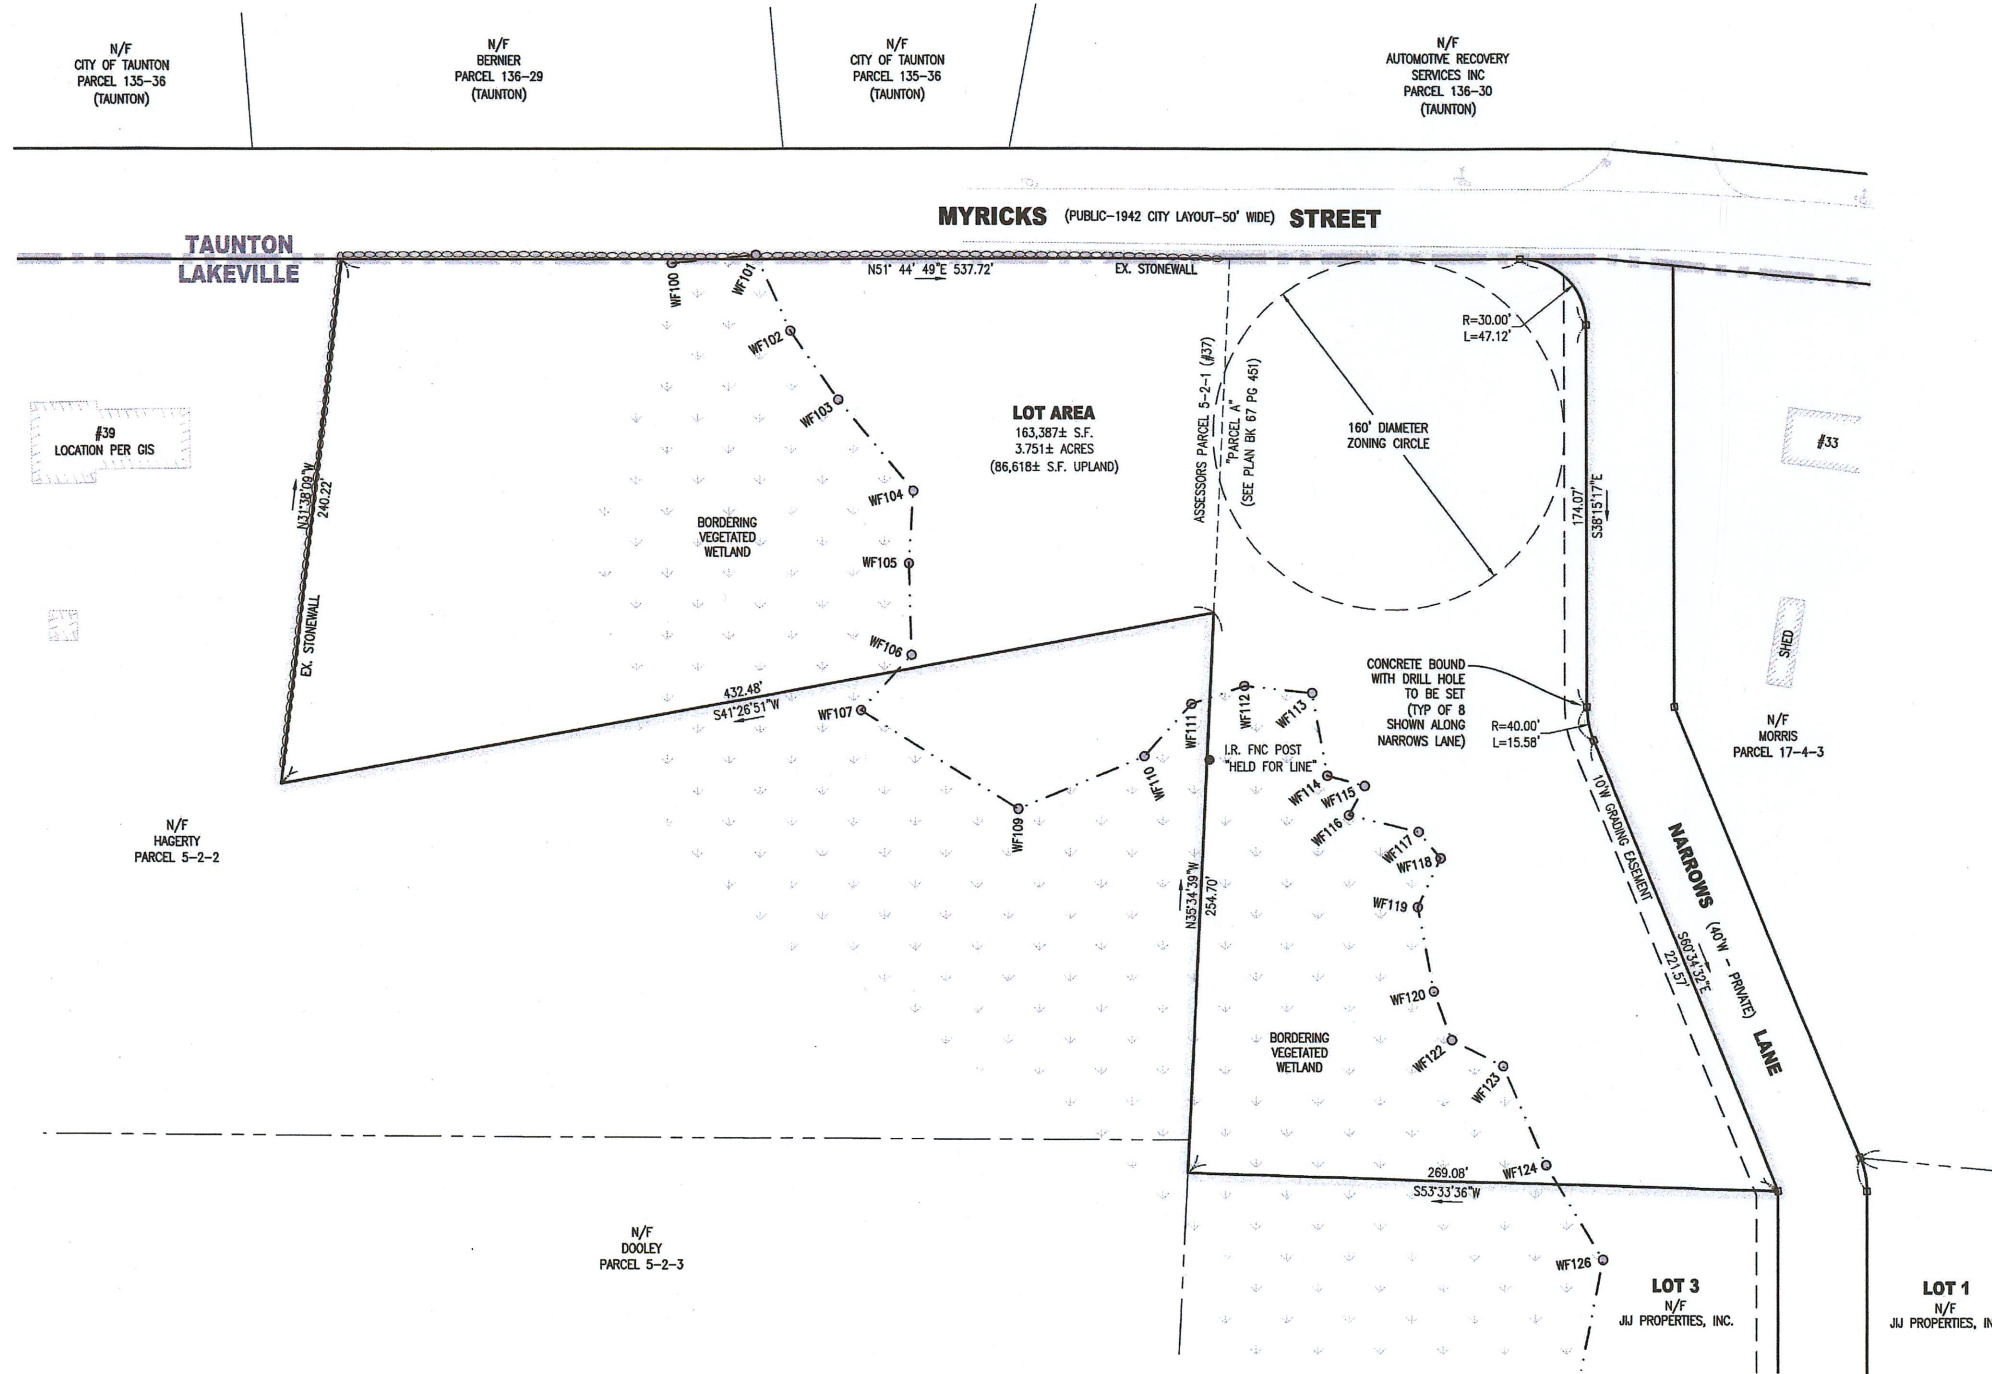 N/F
CITY OF TAUNTON
PARCEL 135-36
(TAUNTON)
N/F
BERNIER
PARCEL 136-29
(TAUNTON)
N/F
CITY OF TAUNTON
PARCEL 135-36
(TAUNTON)
N/F
AUTOMOTIVE RECOVERY
SERVICES INC
PARCEL 136-30
(TAUNTON)
MYRICKS (PUBLIC-1942 CITY LAYOUT-50' WIDE) STREET
TAUNTON
LAKEVILLE
N51° 44' 49"E 537.72'
EX. STONEWALL
WF100
WF101
WF102
WF103
WF104
WF105
WF106
WF107
WF109
WF110
WF111
WF112
WF113
WF114
WF115
WF116
WF117
WF118
WF119
WF120
WF122
WF123
WF124
WF126
R=30.00'
L=47.12'
#39
LOCATION PER GIS
N31°38'09"W
240.22'
EX. STONEWALL
LOT AREA
163,387± S.F.
3.751± ACRES
(86,618± S.F. UPLAND)
ASSESSORS PARCEL 5-2-1 (#37)
"PARCEL A"
(SEE PLAN BK 67 PG 451)
160' DIAMETER
ZONING CIRCLE
174.07'
S38°15'17"E
#33
SHED
BORDERING
VEGETATED
WETLAND
432.48'
S41°26'51"W
I.R. FNC POST
"HELD FOR LINE"
CONCRETE BOUND
WITH DRILL HOLE
TO BE SET
(TYP OF 8
SHOWN ALONG
NARROWS LANE)
R=40.00'
L=15.58'
N/F
MORRIS
PARCEL 17-4-3
N/F
HAGERTY
PARCEL 5-2-2
N35°34'39"W
254.70'
10'W GRADING EASEMENT
S60°34'32"E
221.57'
NARROWS (40'W - PRIVATE) LANE
BORDERING
VEGETATED
WETLAND
269.08'
S53°33'36"W
N/F
DOOLEY
PARCEL 5-2-3
LOT 3
N/F
JIJ PROPERTIES, INC.
LOT 1
N/F
JIJ PROPERTIES, IN